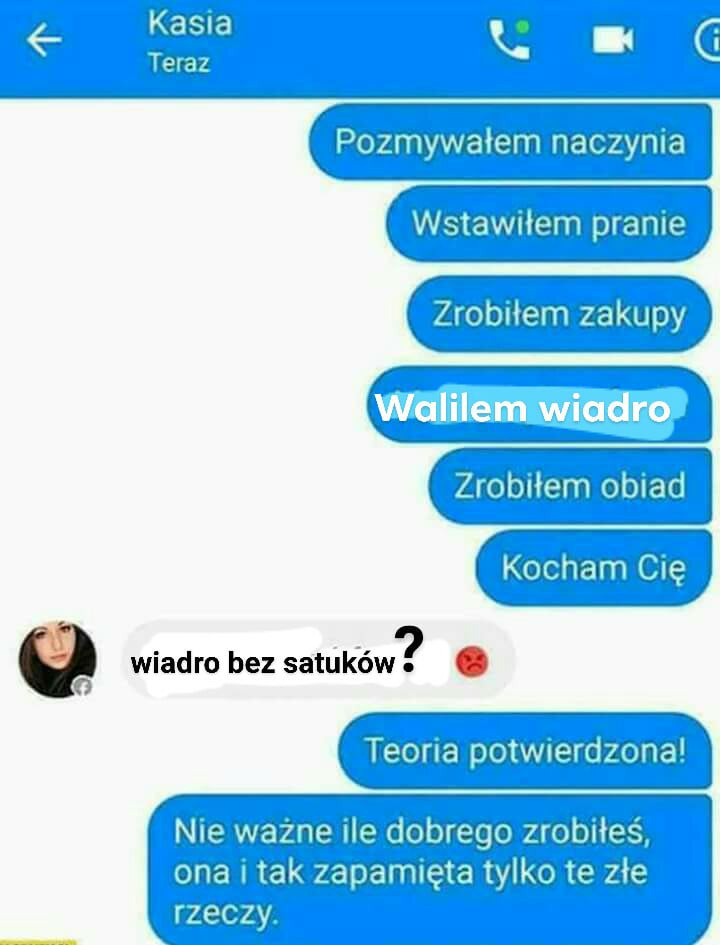 Kasia
Teraz
Pozmywałem naczynia
Wstawiłem pranie
Zrobiłem zakupy
Walilem wiadro
Zrobiłem obiad
Kocham Cię
wiadro bez satuków?
Teoria potwierdzona!
Nie ważne ile dobrego zrobiłeś,
ona i tak zapamięta tylko te złe
rzeczy.